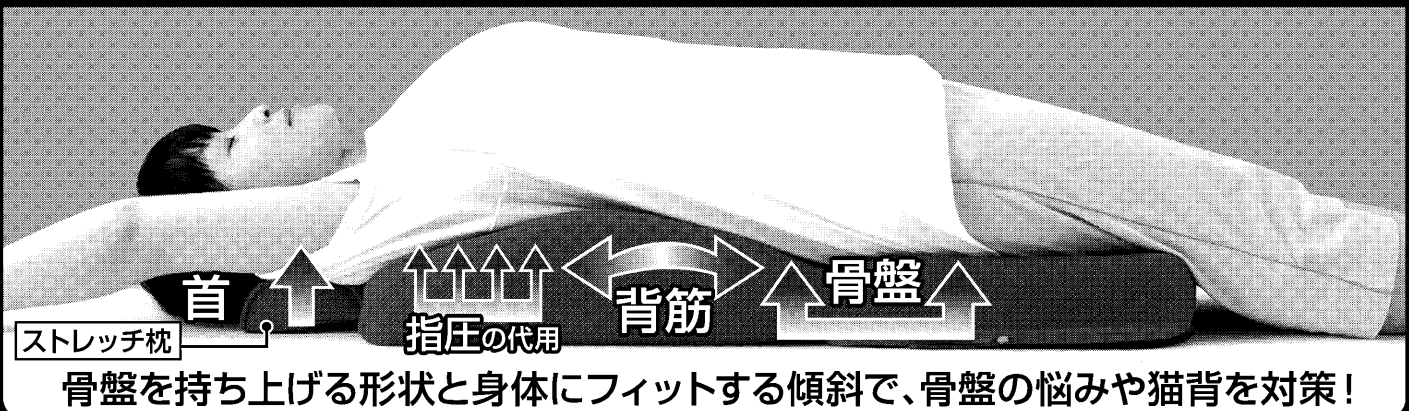 首
ストレッチ枕
指圧の代用
背筋
骨盤
骨盤を持ち上げる形状と身体にフィットする傾斜で、骨盤の悩みや猫背を対策!